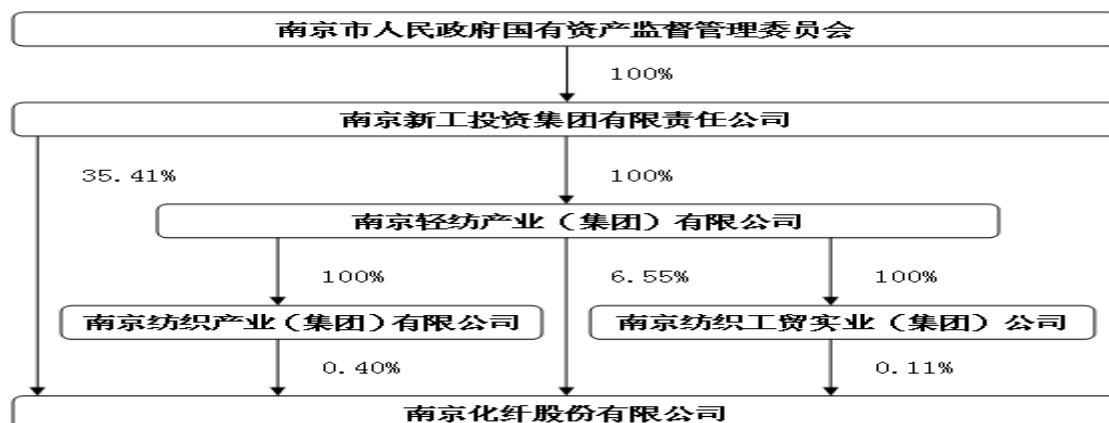 南京市人民政府国有资产监督管理委员会
100%
南京新工投资集团有限责任公司
35.41%
100%
南京轻纺产业（集团）有限公司
100%
6.55%
100%
南京纺织产业（集团）有限公司
南京纺织工贸实业（集团）公司
0.40%
0.11%
南京化纤股份有限公司